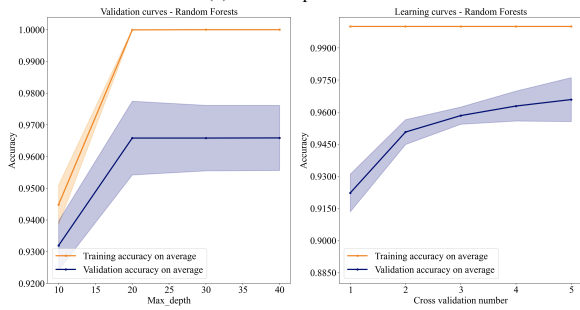 Validation curves - Random Forests
1.0000
0.9900
0.9800
0.9700
0.9600
0.9500
0.9400
0.9300
0.9200
Accuracy
Training accuracy on average
Validation accuracy on average
10 15 20 25 30 35 40
Max_depth
Learning curves - Random Forests
0.9900
0.9750
0.9600
0.9450
0.9300
0.9150
0.9000
0.8850
Accuracy
Training accuracy on average
Validation accuracy on average
1 2 3 4 5
Cross validation number